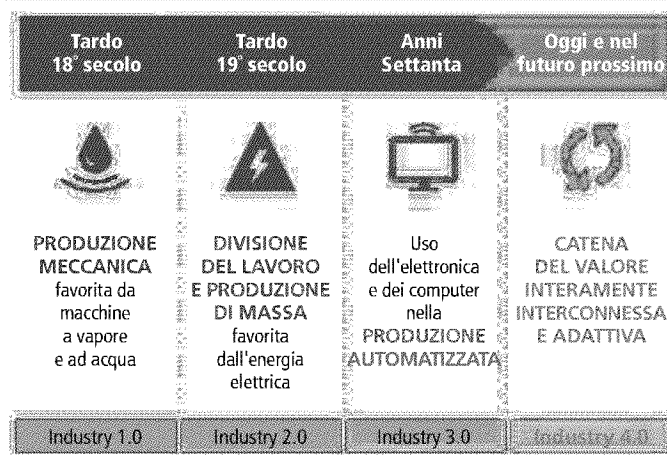 Tardo
18° secolo
Tardo
19° secolo
Anni
Settanta
Oggi e nel
futuro prossimo
PRODUZIONE
MECCANICA
favorita da
macchine
a vapore
e ad acqua
DIVISIONE
DEL LAVORO
E PRODUZIONE
DI MASSA
favorita
dall'energia
elettrica
Uso
dell'elettronica
e dei computer
nella
PRODUZIONE
AUTOMATIZZATA
CATENA
DEL VALORE
INTERAMENTE
INTERCONNESSA
E ADATTIVA
Industry 1.0
Industry 2.0
Industry 3.0
Industry 4.0